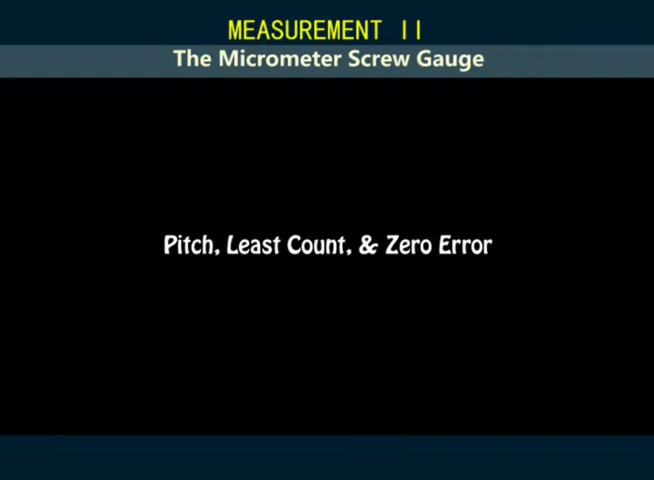 MEASUREMENT II
The Micrometer Screw Gauge
Pitch, Least Count, & Zero Error